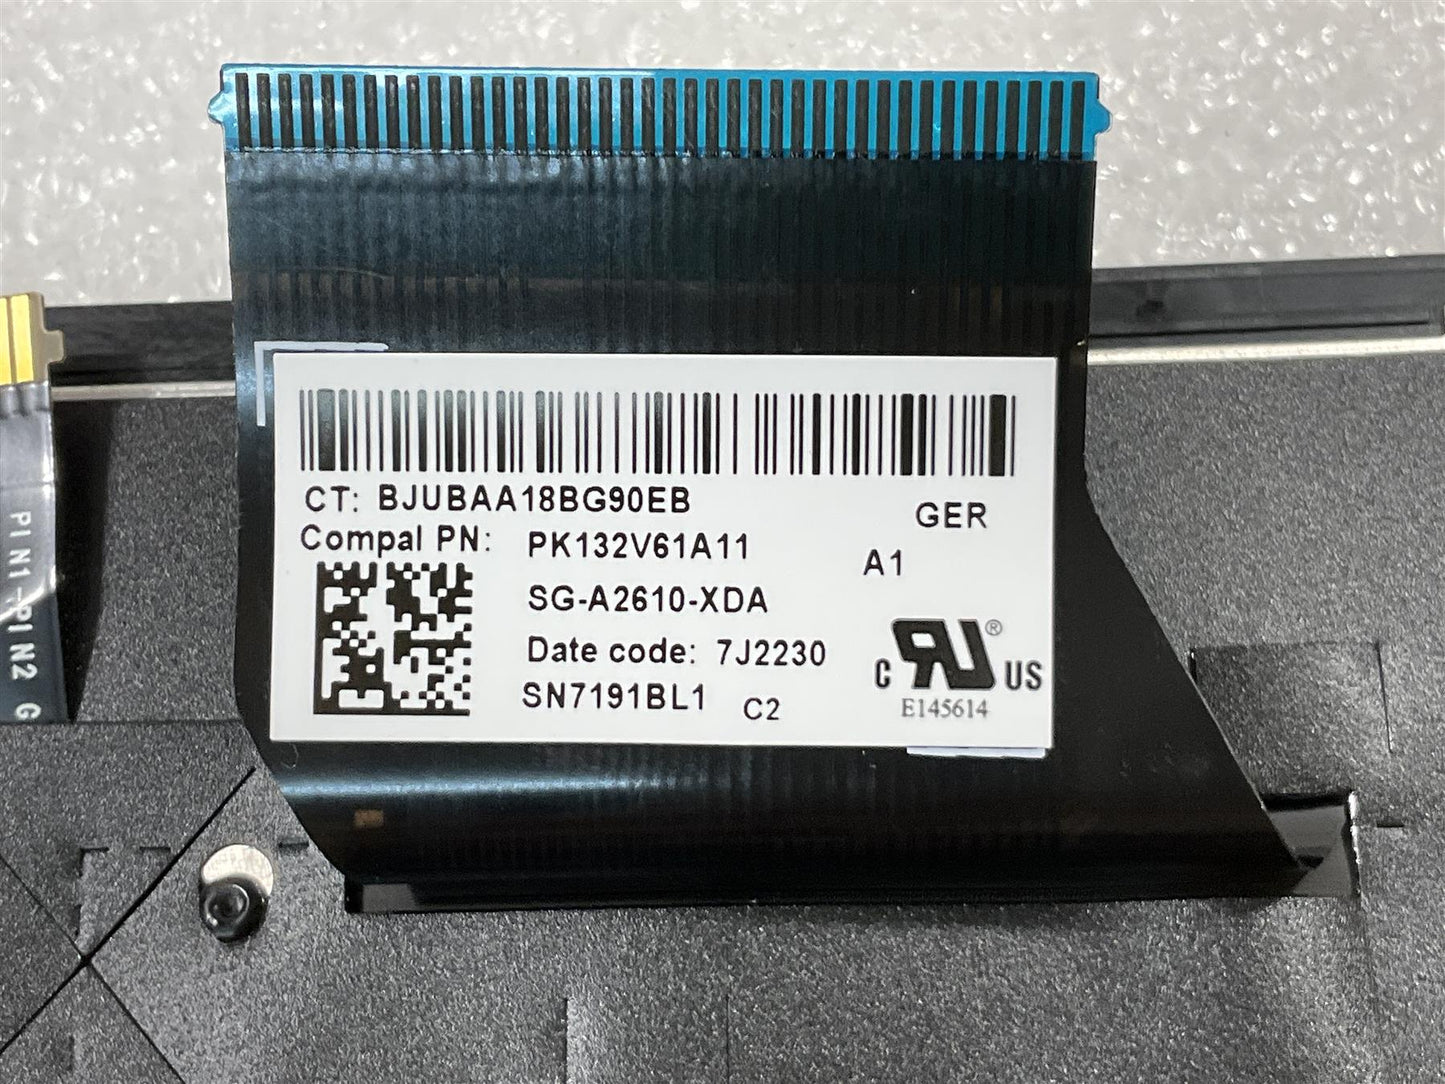 CT: BJUBAA18BG90EB
GER
Compal PN: PK132V61A11
A1
SG-A2610-XDA
Date code: 7J2230
SN7191BL1 C2
c RU ® US
E145614
PIN1-PIN2 G